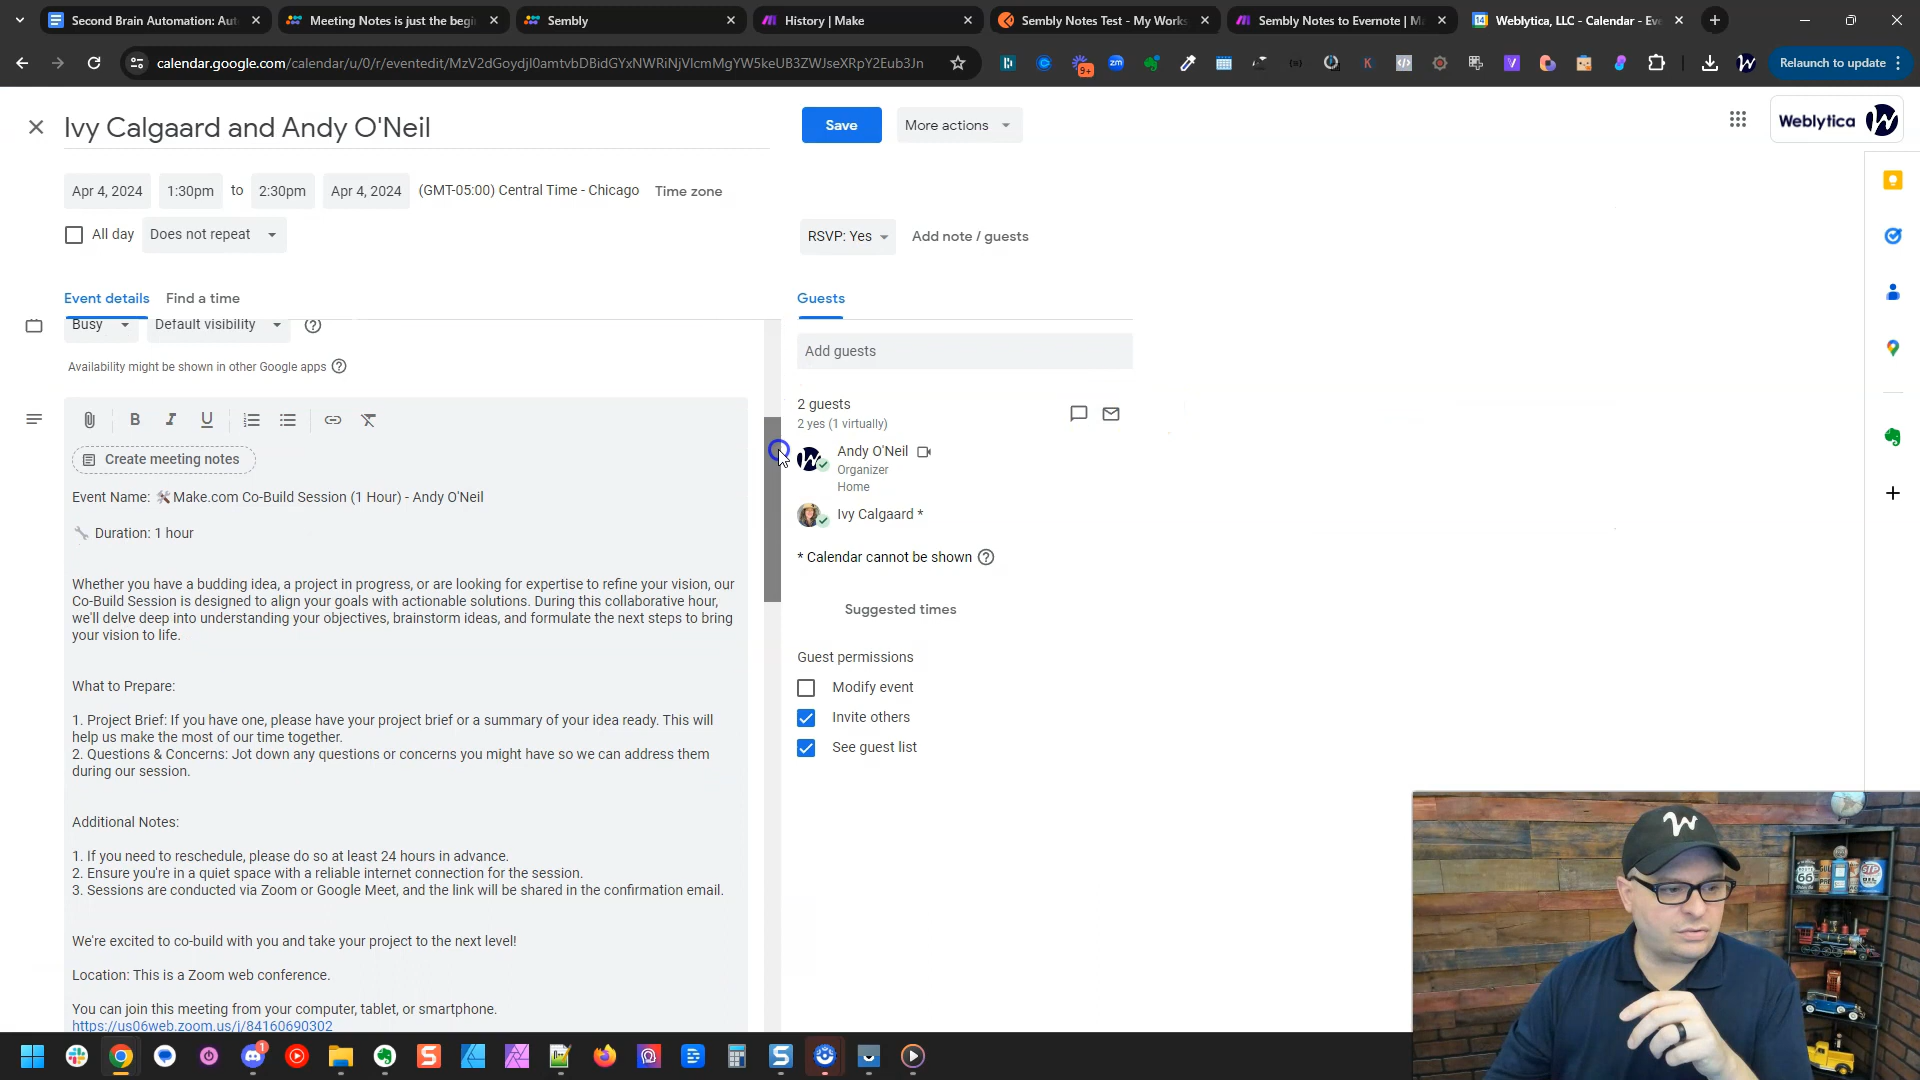 Second Brain Automation: Aut
Meeting Notes is just the begi
Sembly
History | Make
Sembly Notes Test - My Works
Sembly Notes to Evernote | M
Weblytica, LLC - Calendar - Eve
calendar.google.com/calendar/u/0/r/eventedit/MzV2dGoydjI0amtvbDBidGYxNWRiNjVlcmMgYW5keUB3ZWJseXRpY2Eub3Jn
9+
Relaunch to update
Ivy Calgaard and Andy O'Neil
Save
More actions
Weblytica
Apr 4, 2024
1:30pm
to
2:30pm
Apr 4, 2024
(GMT-05:00) Central Time - Chicago
Time zone
All day
Does not repeat
RSVP: Yes
Add note / guests
Event details
Find a time
Guests
Busy
Default visibility
Availability might be shown in other Google apps
Add guests
2 guests
2 yes (1 virtually)
Andy O'Neil
Organizer
Home
Ivy Calgaard *
* Calendar cannot be shown
Suggested times
Guest permissions
Modify event
Invite others
See guest list
Create meeting notes
Event Name: 🛠️Make.com Co-Build Session (1 Hour) - Andy O'Neil
🔧 Duration: 1 hour
Whether you have a budding idea, a project in progress, or are looking for expertise to refine your vision, our
Co-Build Session is designed to align your goals with actionable solutions. During this collaborative hour,
we'll delve deep into understanding your objectives, brainstorm ideas, and formulate the next steps to bring
your vision to life.
What to Prepare:
1. Project Brief: If you have one, please have your project brief or a summary of your idea ready. This will
help us make the most of our time together.
2. Questions & Concerns: Jot down any questions or concerns you might have so we can address them
during our session.
Additional Notes:
1. If you need to reschedule, please do so at least 24 hours in advance.
2. Ensure you're in a quiet space with a reliable internet connection for the session.
3. Sessions are conducted via Zoom or Google Meet, and the link will be shared in the confirmation email.
We're excited to co-build with you and take your project to the next level!
Location: This is a Zoom web conference.
You can join this meeting from your computer, tablet, or smartphone.
https://us06web.zoom.us/j/84160690302